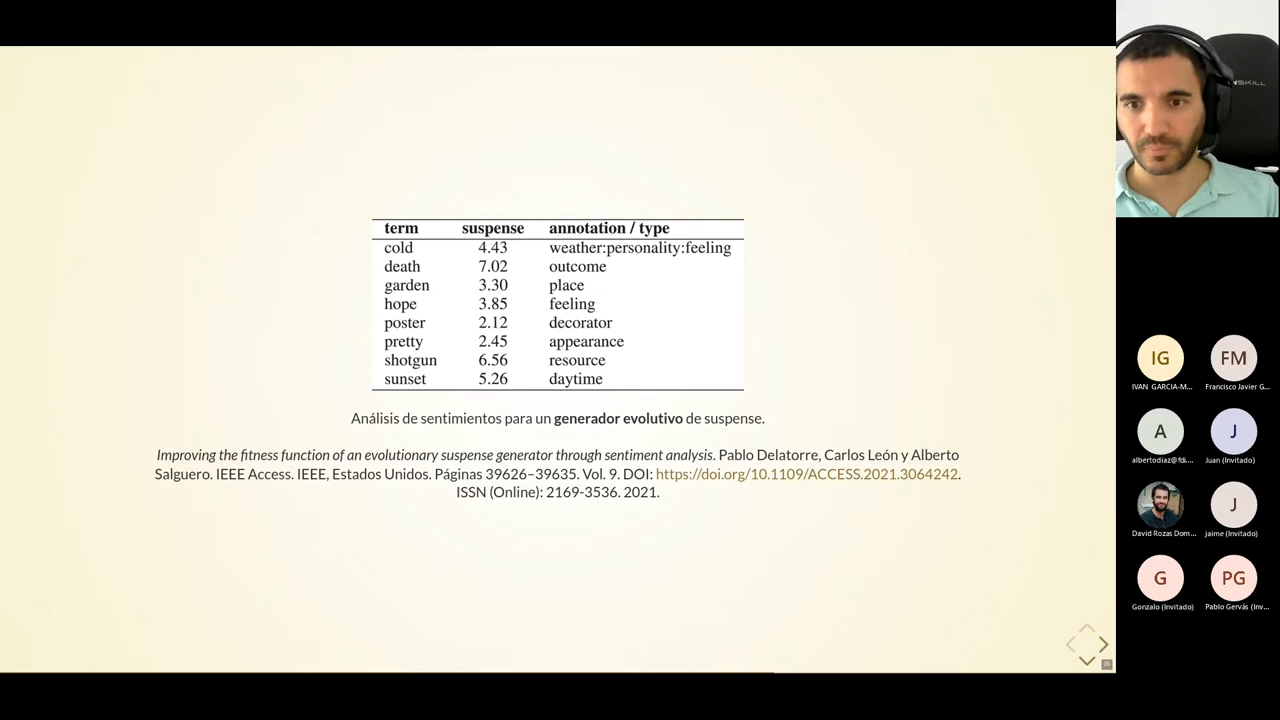 term suspense annotation / type
cold 4.43 weather:personality:feeling
death 7.02 outcome
garden 3.30 place
hope 3.85 feeling
poster 2.12 decorator
pretty 2.45 appearance
shotgun 6.56 resource
sunset 5.26 daytime
Análisis de sentimientos para un generador evolutivo de suspense.
Improving the fitness function of an evolutionary suspense generator through sentiment analysis. Pablo Delatorre, Carlos León y Alberto
Salguero. IEEE Access. IEEE, Estados Unidos. Páginas 39626–39635. Vol. 9. DOI: https://doi.org/10.1109/ACCESS.2021.3064242.
ISSN (Online): 2169-3536. 2021.
IG FM
IVAN GARCIA-M... Francisco Javier G...
A J
albertodiaz@fdi.... Juan (Invitado)
J
David Rozas Dom... jaime (Invitado)
G PG
Gonzalo (Invitado) Pablo Gervás (Inv...